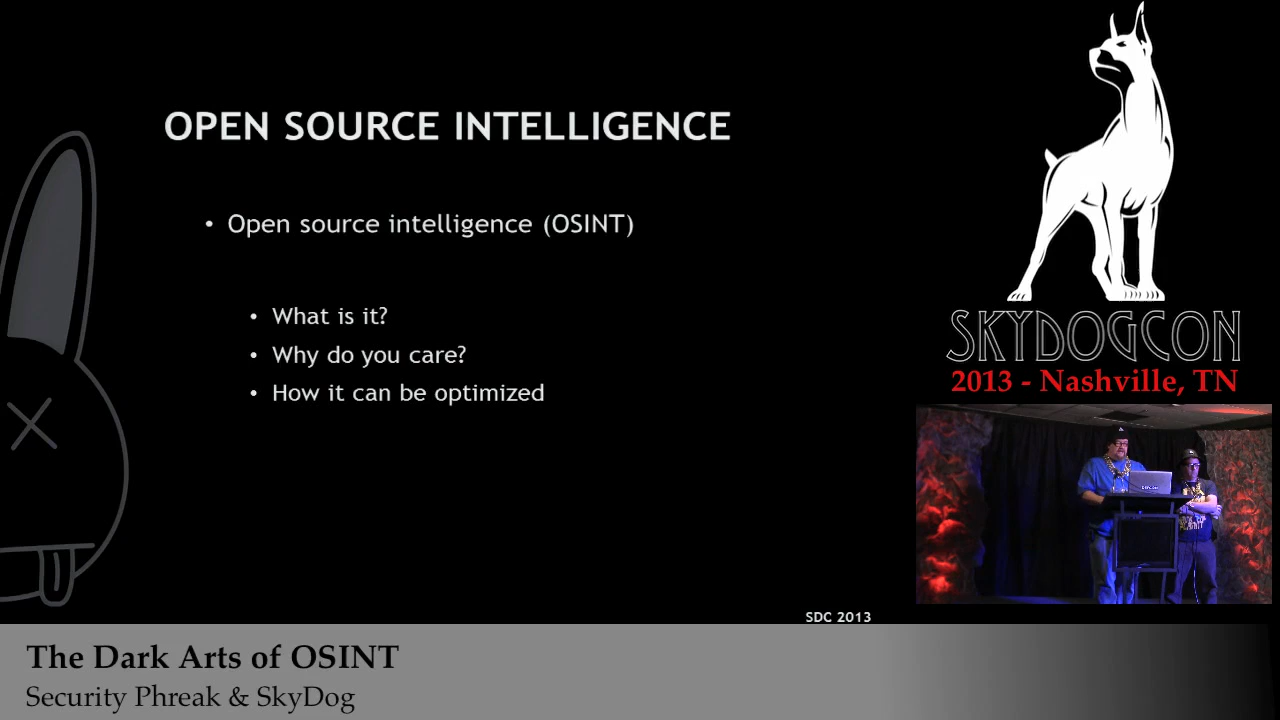 OPEN SOURCE INTELLIGENCE
• Open source intelligence (OSINT)
• What is it?
• Why do you care?
• How it can be optimized
SDC 2013
SKYDOGCON
2013 - Nashville, TN
The Dark Arts of OSINT
Security Phreak & SkyDog